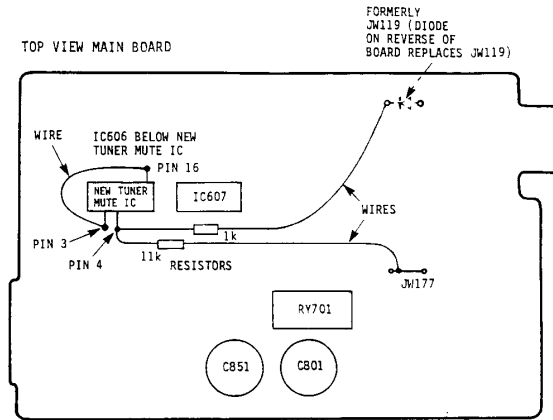 FORMERLY
JW119 (DIODE
ON REVERSE OF
BOARD REPLACES JW119)
TOP VIEW MAIN BOARD
WIRE
IC606 BELOW NEW
TUNER MUTE IC
PIN 16
NEW TUNER
MUTE IC
IC607
WIRES
PIN 3
PIN 4
1k
11k
RESISTORS
JW177
RY701
C851
C801